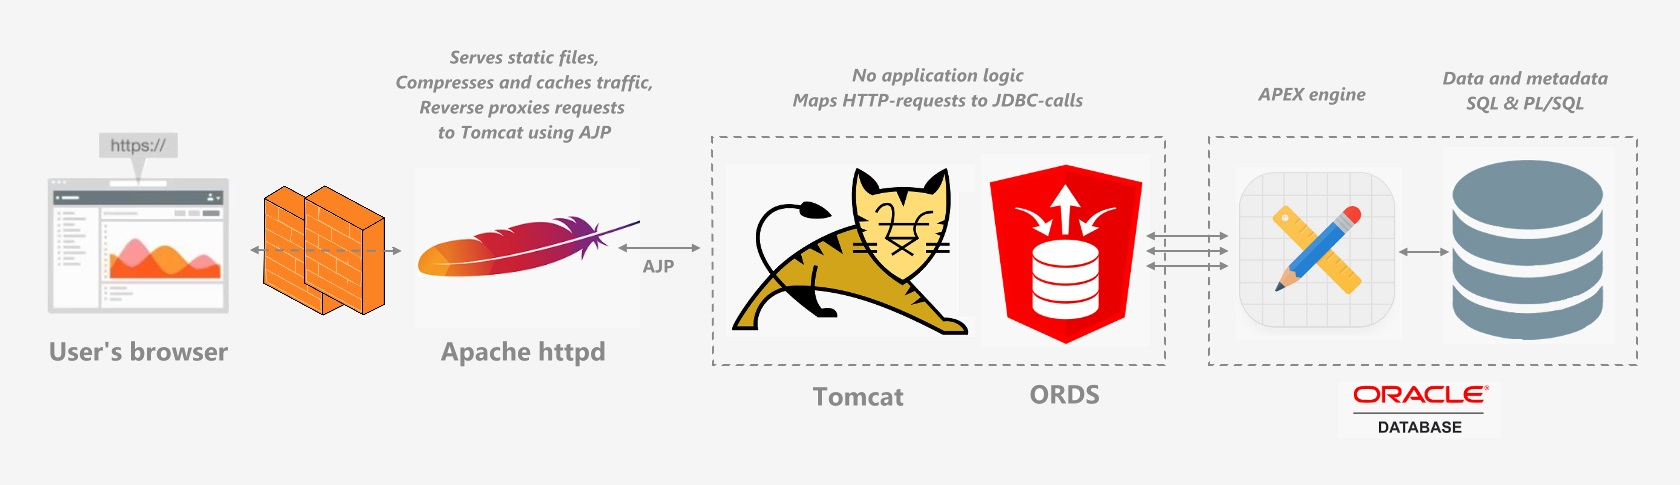 Serves static files,
Compresses and caches traffic,
Reverse proxies requests
to Tomcat using AJP
No application logic
Maps HTTP-requests to JDBC-calls
APEX engine
Data and metadata
SQL & PL/SQL
https://
AJP
User's browser
Apache httpd
Tomcat
ORDS
ORACLE®
DATABASE